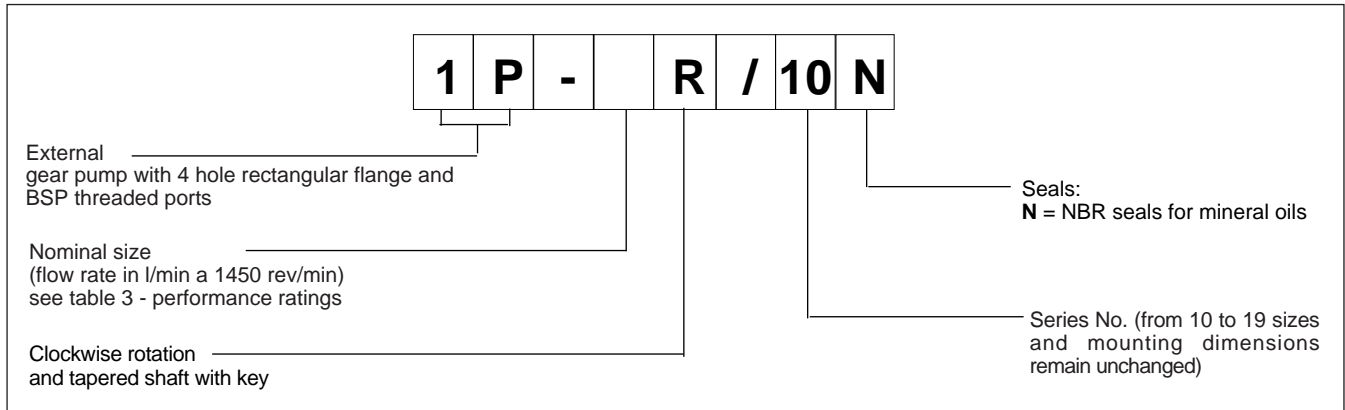 1 P - R / 10 N
External
gear pump with 4 hole rectangular flange and
BSP threaded ports
Nominal size
(flow rate in l/min a 1450 rev/min)
see table 3 - performance ratings
Clockwise rotation
and tapered shaft with key
Seals:
N = NBR seals for mineral oils
Series No. (from 10 to 19 sizes
and mounting dimensions
remain unchanged)